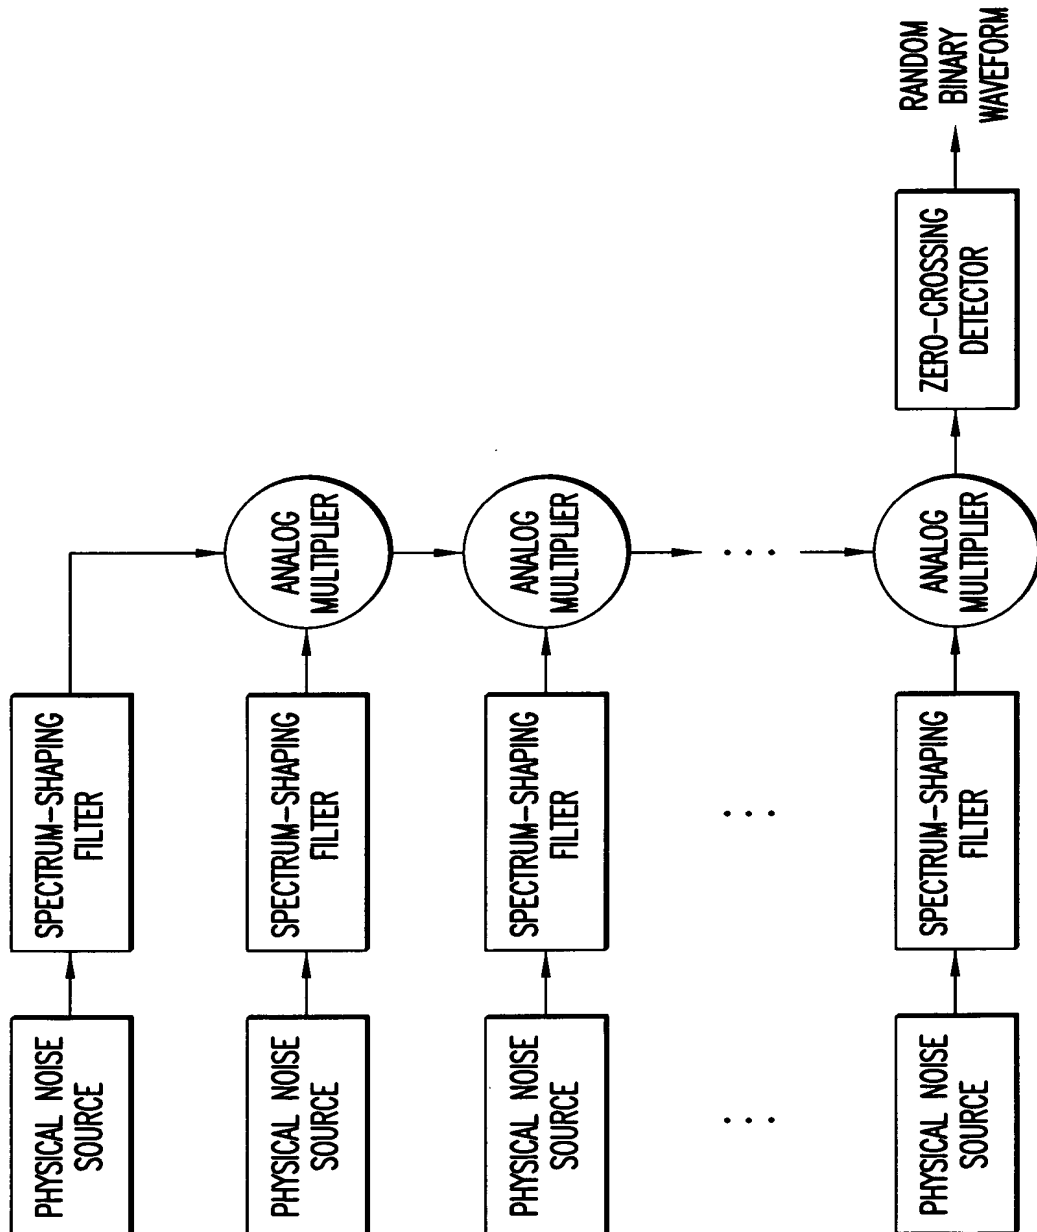 PHYSICAL NOISE
SOURCE
SPECTRUM-SHAPING
FILTER
PHYSICAL NOISE
SOURCE
SPECTRUM-SHAPING
FILTER
ANALOG
MULTIPLIER
PHYSICAL NOISE
SOURCE
SPECTRUM-SHAPING
FILTER
ANALOG
MULTIPLIER
. . .
. . .
. . .
PHYSICAL NOISE
SOURCE
SPECTRUM-SHAPING
FILTER
ANALOG
MULTIPLIER
ZERO-CROSSING
DETECTOR
RANDOM
BINARY
WAVEFORM